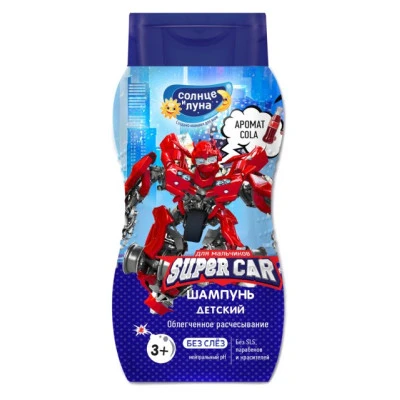 солнце
и луна
АРОМАТ
COLA
для мальчиков
SUPER CAR
ШАМПУНЬ
ДЕТСКИЙ
Облегченное расчесывание
3+
БЕЗ СЛЁЗ
нейтральный pH
Без SLS,
парабенов
и красителей